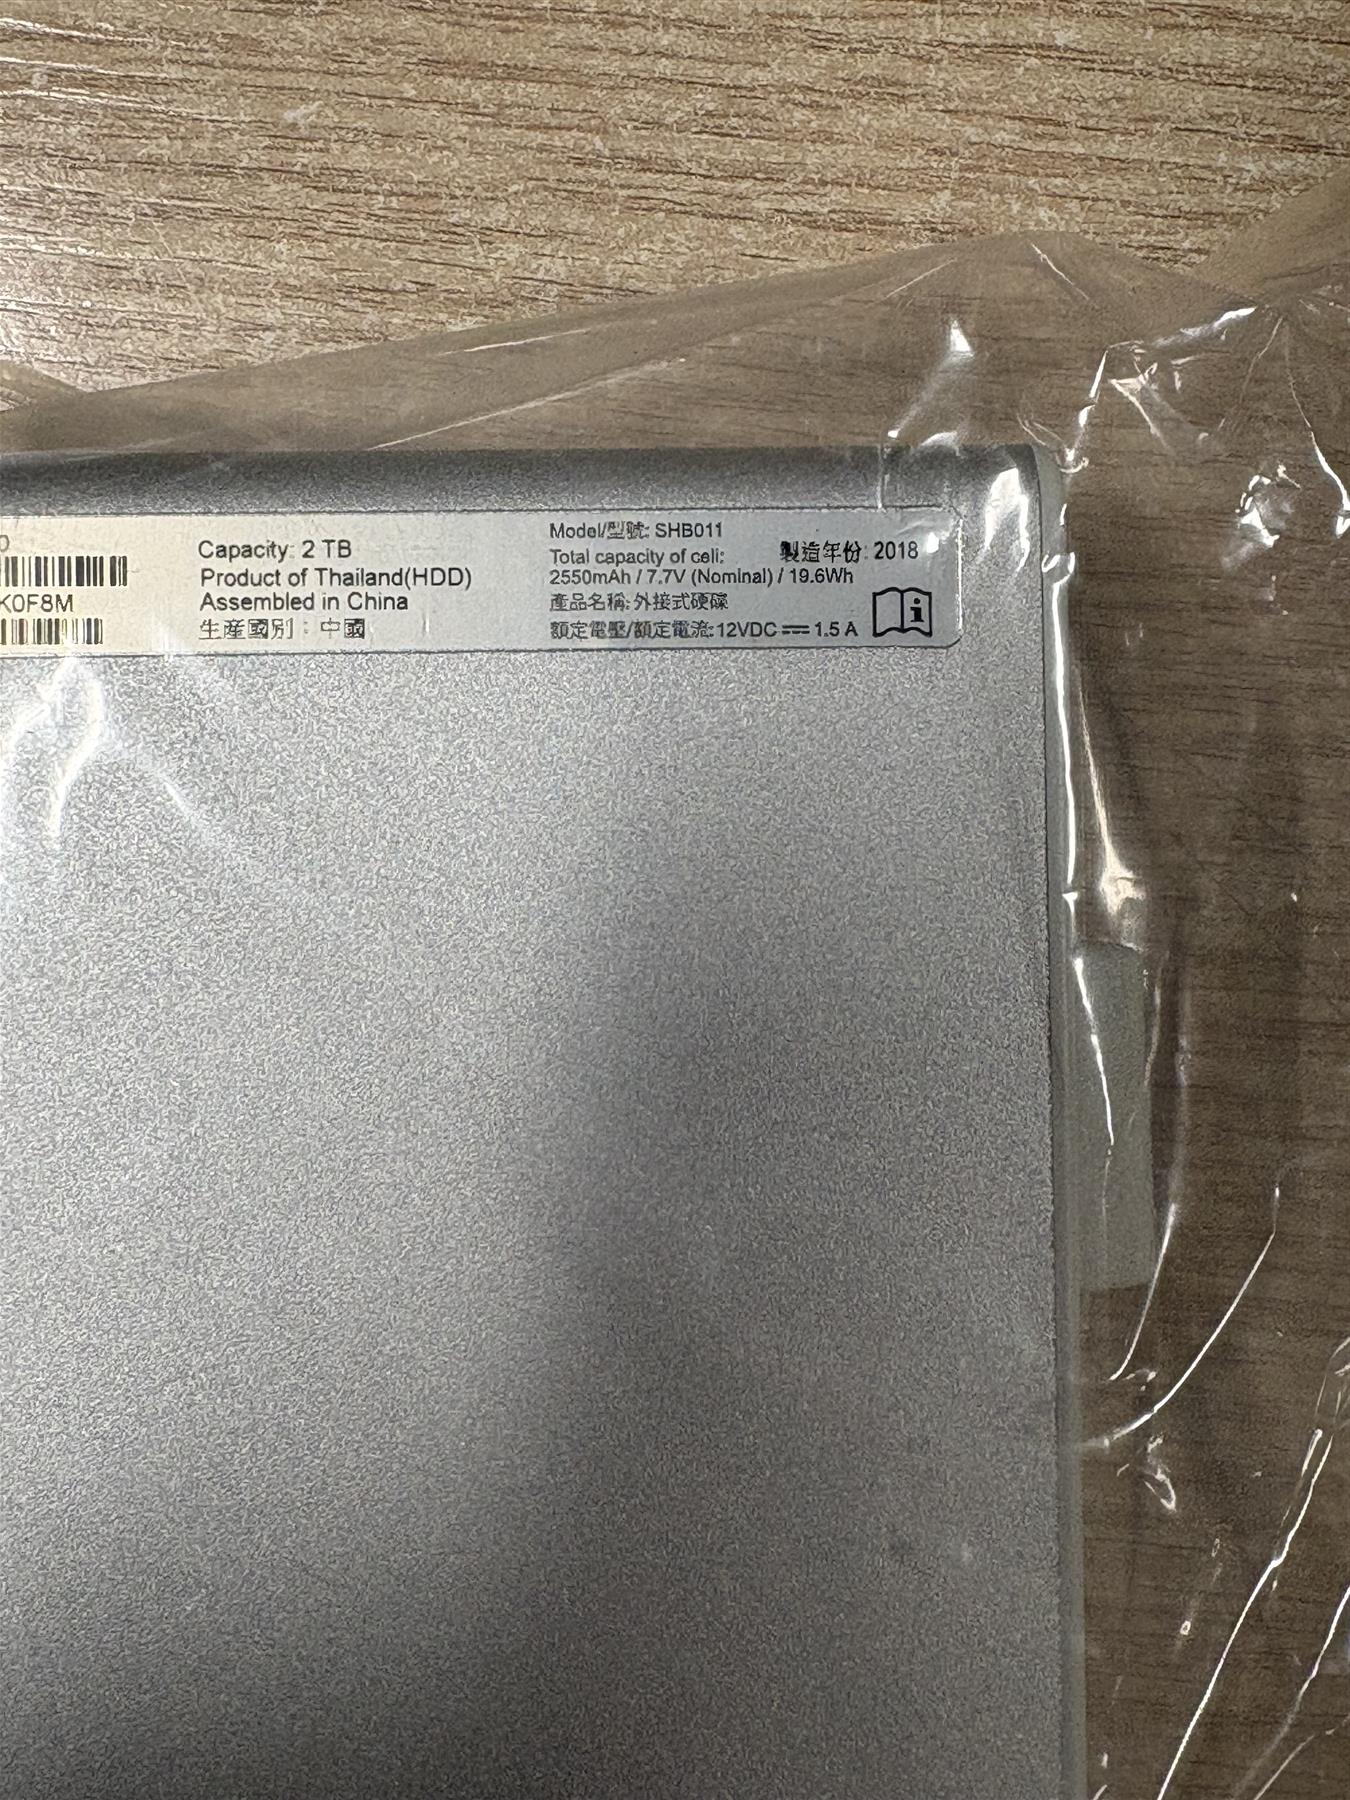 0
K0F8M
Capacity: 2 TB
Product of Thailand(HDD)
Assembled in China
生産國別：中國
Model/型號: SHB011
Total capacity of cell:
2550mAh / 7.7V (Nominal) / 19.6Wh
產品名稱: 外接式硬碟
額定電壓/額定電流: 12VDC ⎓ 1.5 A
製造年份: 2018